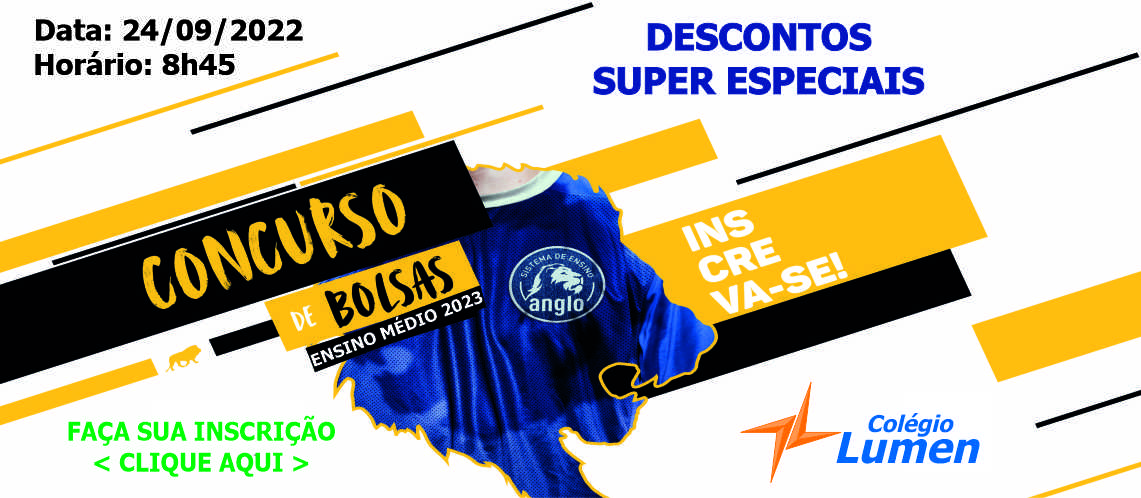 Data: 24/09/2022
Horário: 8h45
DESCONTOS
SUPER ESPECIAIS
CONCURSO
DE BOLSAS
ENSINO MÉDIO 2023
SISTEMA DE ENSINO
anglo
INS
CRE
VA-SE!
FAÇA SUA INSCRIÇÃO
< CLIQUE AQUI >
Colégio
Lumen